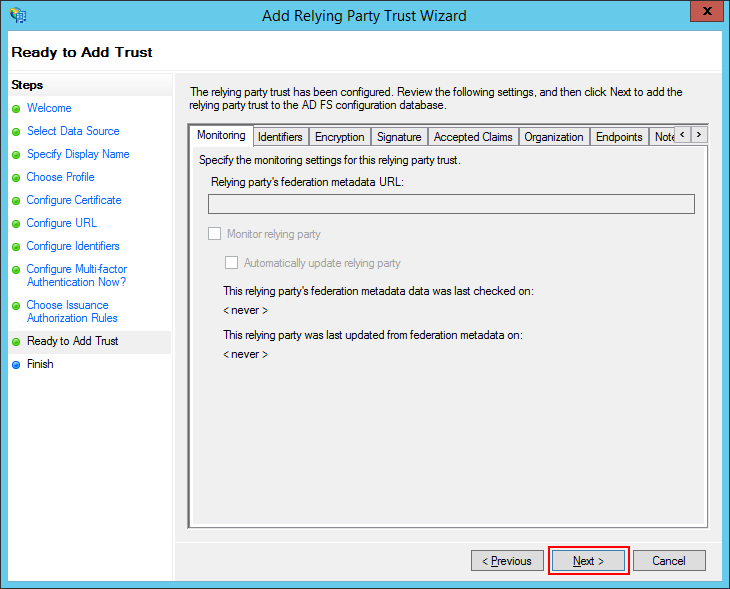 Add Relying Party Trust Wizard
X
Ready to Add Trust
Steps
Welcome
Select Data Source
Specify Display Name
Choose Profile
Configure Certificate
Configure URL
Configure Identifiers
Configure Multi-factor
Authentication Now?
Choose Issuance
Authorization Rules
Ready to Add Trust
Finish
The relying party trust has been configured. Review the following settings, and then click Next to add the
relying party trust to the AD FS configuration database.
Monitoring Identifiers Encryption Signature Accepted Claims Organization Endpoints Note < >
Specify the monitoring settings for this relying party trust.
Relying party's federation metadata URL:
Monitor relying party
Automatically update relying party
This relying party's federation metadata data was last checked on:
< never >
This relying party was last updated from federation metadata on:
< never >
< Previous Next > Cancel